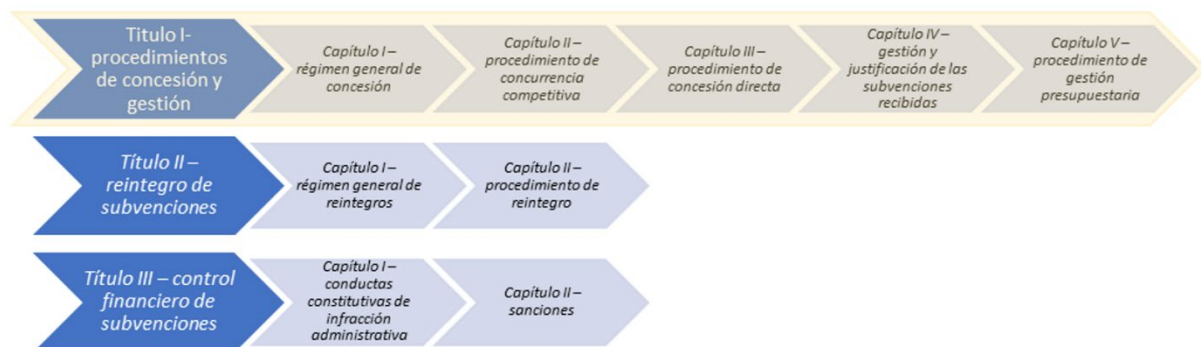 Titulo I-
procedimientos
de concesión y
gestión
Capítulo I –
régimen general de
concesión
Capítulo II –
procedimiento de
concurrencia
competitiva
Capítulo III –
procedimiento de
concesión directa
Capítulo IV –
gestión y
justificación de las
subvenciones
recibidas
Capítulo V –
procedimiento de
gestión
presupuestaria
Título II –
reintegro de
subvenciones
Capítulo I –
régimen general de
reintegros
Capítulo II –
procedimiento de
reintegro
Título III – control
financiero de
subvenciones
Capítulo I –
conductas
constitutivas de
infracción
administrativa
Capítulo II –
sanciones